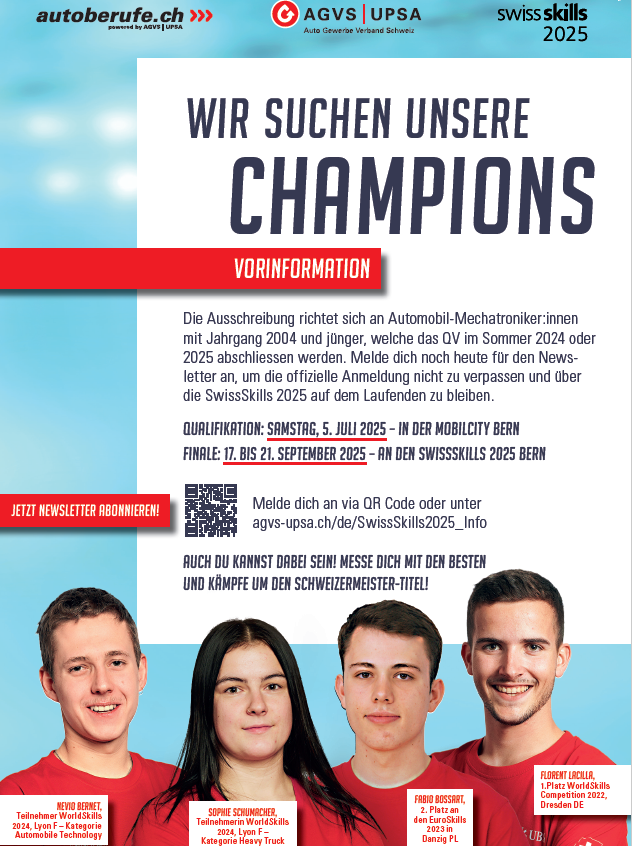 autoberufe.ch
powered by AGVS | UPSA
AGVS | UPSA
Auto Gewerbe Verband Schweiz
swissskills
2025
WIR SUCHEN UNSERE
CHAMPIONS
VORINFORMATION
Die Ausschreibung richtet sich an Automobil-Mechatroniker:innen
mit Jahrgang 2004 und jünger, welche das QV im Sommer 2024 oder
2025 abschliessen werden. Melde dich noch heute für den News-
letter an, um die offizielle Anmeldung nicht zu verpassen und über
die SwissSkills 2025 auf dem Laufenden zu bleiben.
QUALIFIKATION: SAMSTAG, 5. JULI 2025 – IN DER MOBILCITY BERN
FINALE: 17. BIS 21. SEPTEMBER 2025 – AN DEN SWISSSKILLS 2025 BERN
JETZT NEWSLETTER ABONNIEREN!
Melde dich an via QR Code oder unter
agvs-upsa.ch/de/SwissSkills2025_Info
AUCH DU KANNST DABEI SEIN! MESSE DICH MIT DEN BESTEN
UND KÄMPFE UM DEN SCHWEIZERMEISTER-TITEL!
NEVIO BERNET,
Teilnehmer WorldSkills
2024, Lyon F – Kategorie
Automobile Technology
SOPHIE SCHUMACHER,
Teilnehmerin WorldSkills
2024, Lyon F –
Kategorie Heavy Truck
FABIO BOSSART,
2. Platz an
den EuroSkills
2023 in
Danzig PL
FLORENT LACILLA,
1.Platz WorldSkills
Competition 2022,
Dresden DE